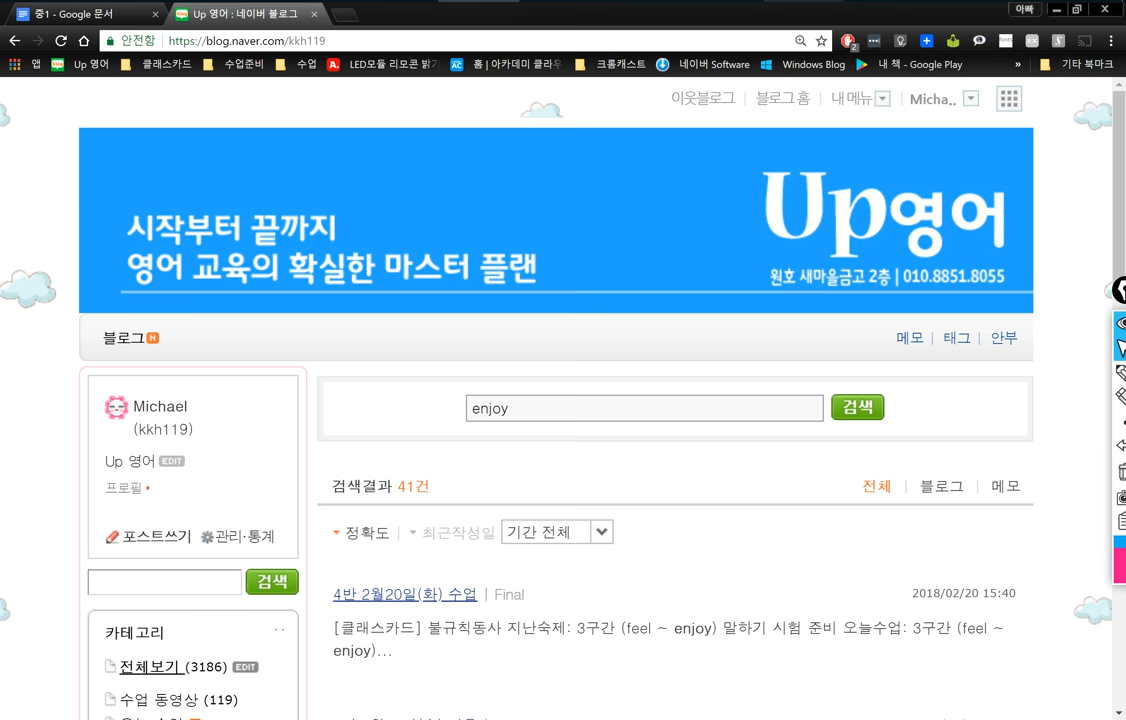 중1 - Google 문서
Up 영어 : 네이버 블로그
아빠
안전함
https://blog.naver.com/kkh119
앱
Up 영어
클래스카드
수업준비
수업
LED모듈 리모콘 밝기
홈 | 아카데미 클라우
크롬캐스트
네이버 Software
Windows Blog
내 책 - Google Play
»
기타 북마크
이웃블로그 | 블로그 홈 | 내 메뉴 | Micha..
Up영어
시작부터 끝까지
영어 교육의 확실한 마스터 플랜
원호 새마을금고 2층 | 010.8851.8055
블로그 N
메모 | 태그 | 안부
Michael
(kkh119)
Up 영어 EDIT
프로필
포스트쓰기 관리·통계
검색
카테고리
전체보기 (3186) EDIT
수업 동영상 (119)
enjoy 검색
검색결과 41건
전체 | 블로그 | 메모
정확도 | 최근작성일 기간 전체
4반 2월20일(화) 수업 | Final
2018/02/20 15:40
[클래스카드] 불규칙동사 지난숙제: 3구간 (feel ~ enjoy) 말하기 시험 준비 오늘수업: 3구간 (feel ~
enjoy)...